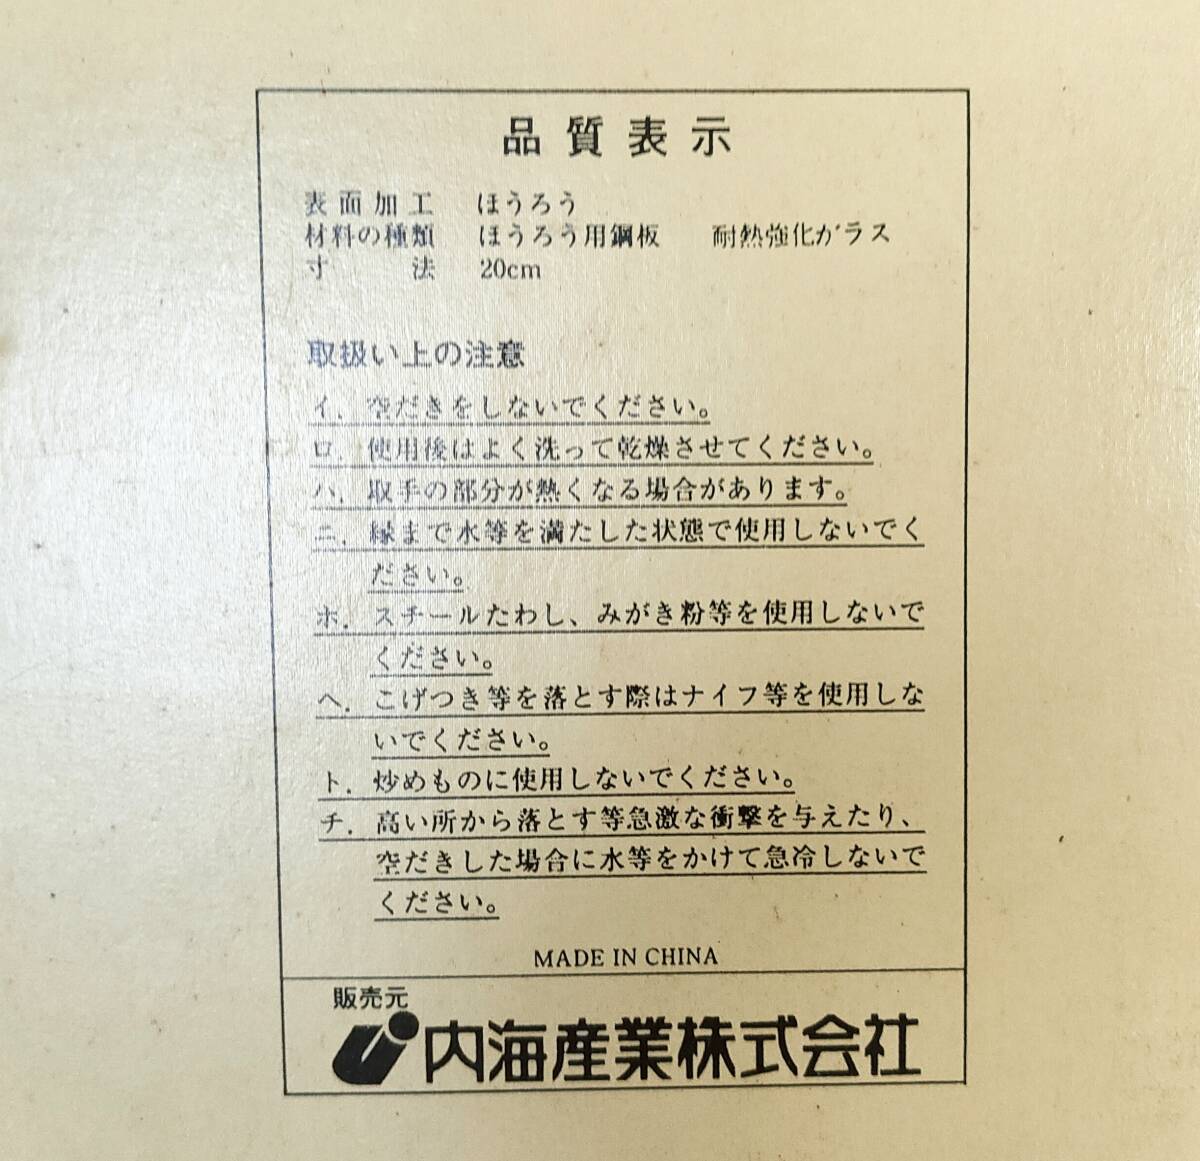 品質表示
表面加工　ほうろう
材料の種類　ほうろう用鋼板　耐熱強化ガラス
寸法　20cm
取扱い上の注意
イ. 空だきをしないでください。
ロ. 使用後はよく洗って乾燥させてください。
ハ. 取手の部分が熱くなる場合があります。
ニ. 縁まで水等を満たした状態で使用しないでく
ださい。
ホ. スチールたわし、みがき粉等を使用しないで
ください。
ヘ. こげつき等を落とす際はナイフ等を使用しな
いでください。
ト. 炒めものに使用しないでください。
チ. 高い所から落とす等急激な衝撃を与えたり、
空だきした場合に水等をかけて急冷しないで
ください。
MADE IN CHINA
販売元
内海産業株式会社